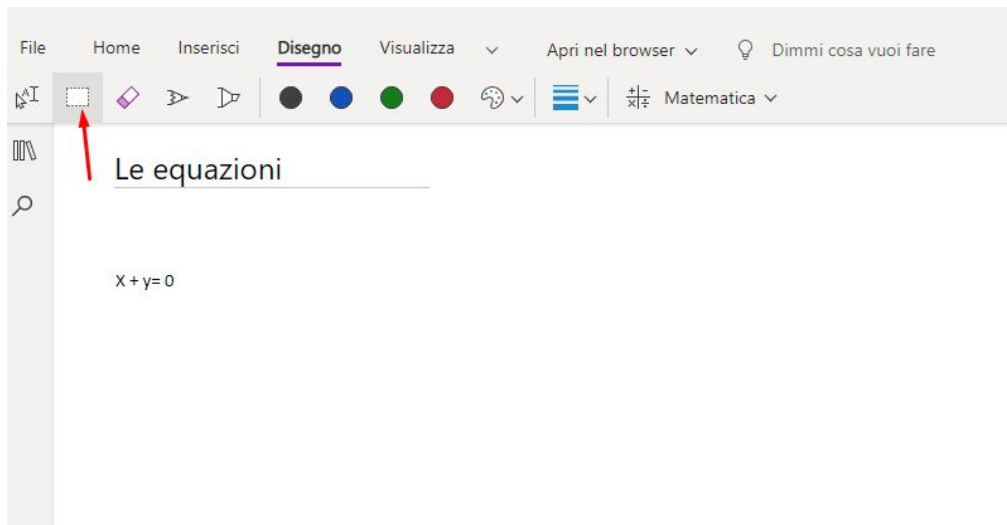 File Home Inserisci Disegno Visualizza Apri nel browser Dimmi cosa vuoi fare
Matematica
Le equazioni
X + y= 0